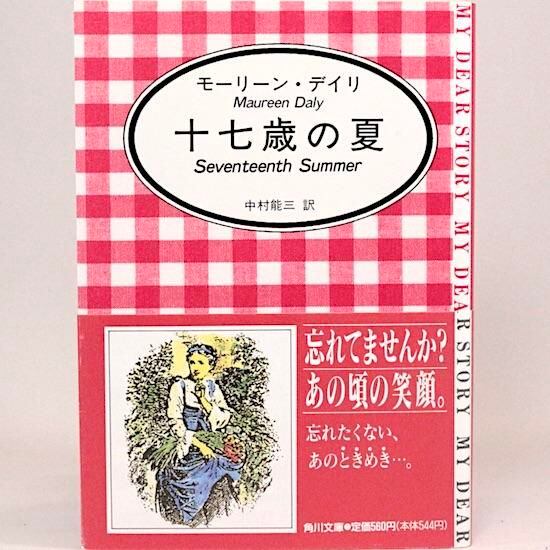 モーリーン・デイリ
Maureen Daly
十七歳の夏
Seventeenth Summer
中村能三 訳
忘れてませんか?
あの頃の笑顔。
忘れたくない、
あのときめき…。
角川文庫●定価560円(本体544円)
MY DEAR STORY MY DEAR STORY MY DEAR